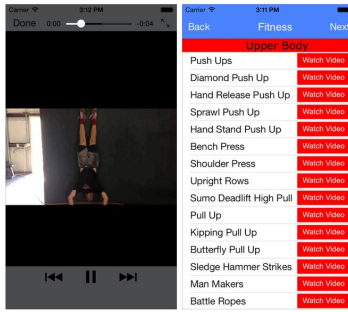 Carrier 3:12 PM
Done 0:00 -0:04
Carrier 3:11 PM
Back Fitness Next
Upper Body
Push Ups Watch Video
Diamond Push Up Watch Video
Hand Release Push Up Watch Video
Sprawl Push Up Watch Video
Hand Stand Push Up Watch Video
Bench Press Watch Video
Shoulder Press Watch Video
Upright Rows Watch Video
Sumo Deadlift High Pull Watch Video
Pull Up Watch Video
Kipping Pull Up Watch Video
Butterfly Pull Up Watch Video
Sledge Hammer Strikes Watch Video
Man Makers Watch Video
Battle Ropes Watch Video